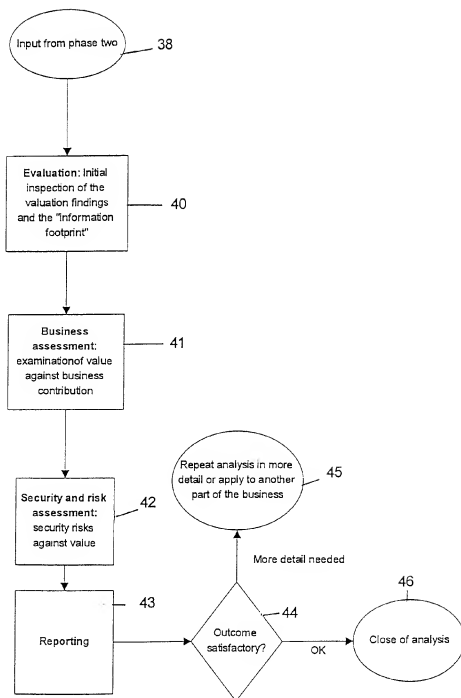 Input from phase two
38
Evaluation: Initial
inspection of the
valuation findings
and the "information
footprint"
40
Business
assessment:
examinationof value
against business
contribution
41
Security and risk
assessment:
security risks
against value
42
Reporting
43
Outcome
satisfactory?
44
More detail needed
Repeat analysis in more
detail or apply to another
part of the business
45
OK
Close of analysis
46